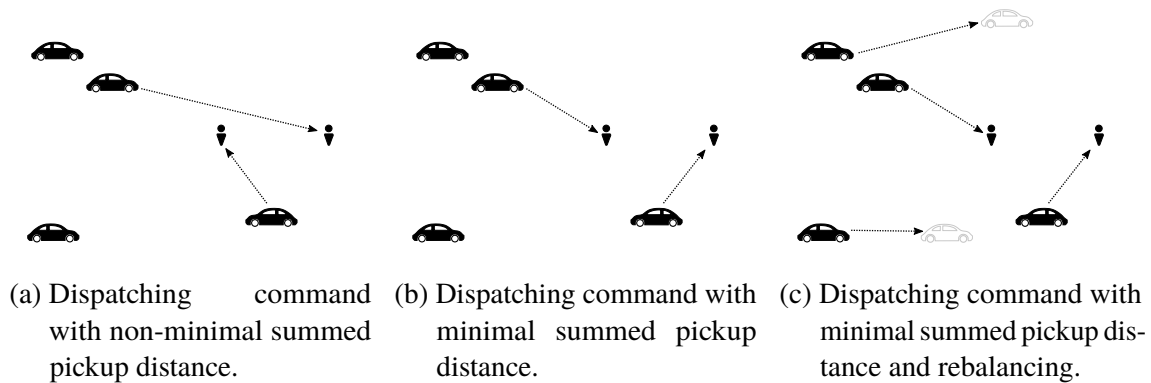 (a) Dispatching command
with non-minimal summed
pickup distance.
(b) Dispatching command with
minimal summed pickup
distance.
(c) Dispatching command with
minimal summed pickup dis-
tance and rebalancing.